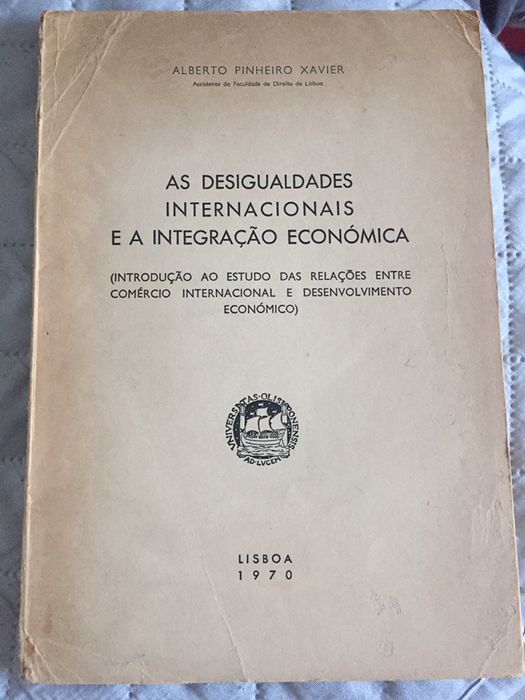 ALBERTO PINHEIRO XAVIER
Assistente da Faculdade de Direito de Lisboa
AS DESIGUALDADES
INTERNACIONAIS
E A INTEGRAÇÃO ECONÓMICA
(INTRODUÇÃO AO ESTUDO DAS RELAÇÕES ENTRE
COMÉRCIO INTERNACIONAL E DESENVOLVIMENTO
ECONÓMICO)
UNIVERSITAS·OLISIPONENSIS
AD·LVCEM
LISBOA
1970